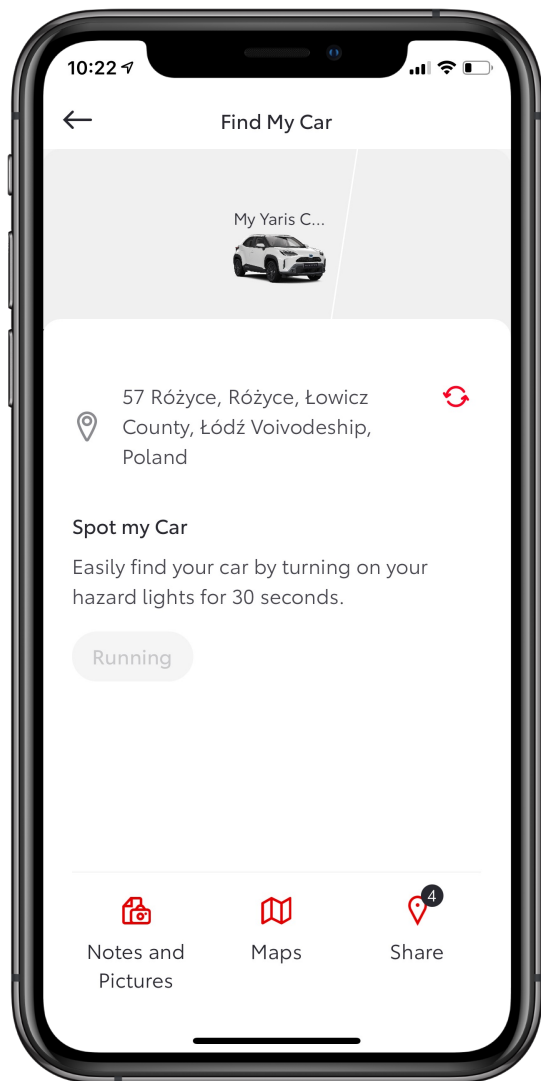 10:22
Find My Car
My Yaris C...
57 Różyce, Różyce, Łowicz
County, Łódź Voivodeship,
Poland
Spot my Car
Easily find your car by turning on your
hazard lights for 30 seconds.
Running
4
Notes and
Pictures
Maps
Share